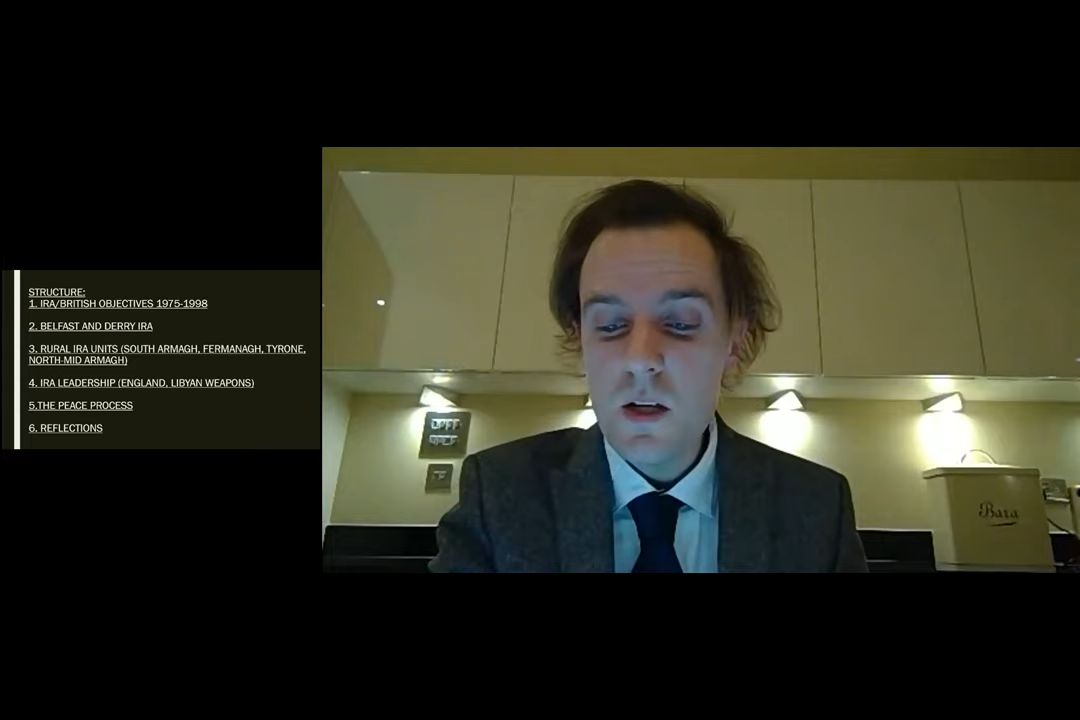 STRUCTURE:
1. IRA/BRITISH OBJECTIVES 1975-1998
2. BELFAST AND DERRY IRA
3. RURAL IRA UNITS (SOUTH ARMAGH, FERMANAGH, TYRONE,
NORTH-MID ARMAGH)
4. IRA LEADERSHIP (ENGLAND, LIBYAN WEAPONS)
5.THE PEACE PROCESS
6. REFLECTIONS
Bara